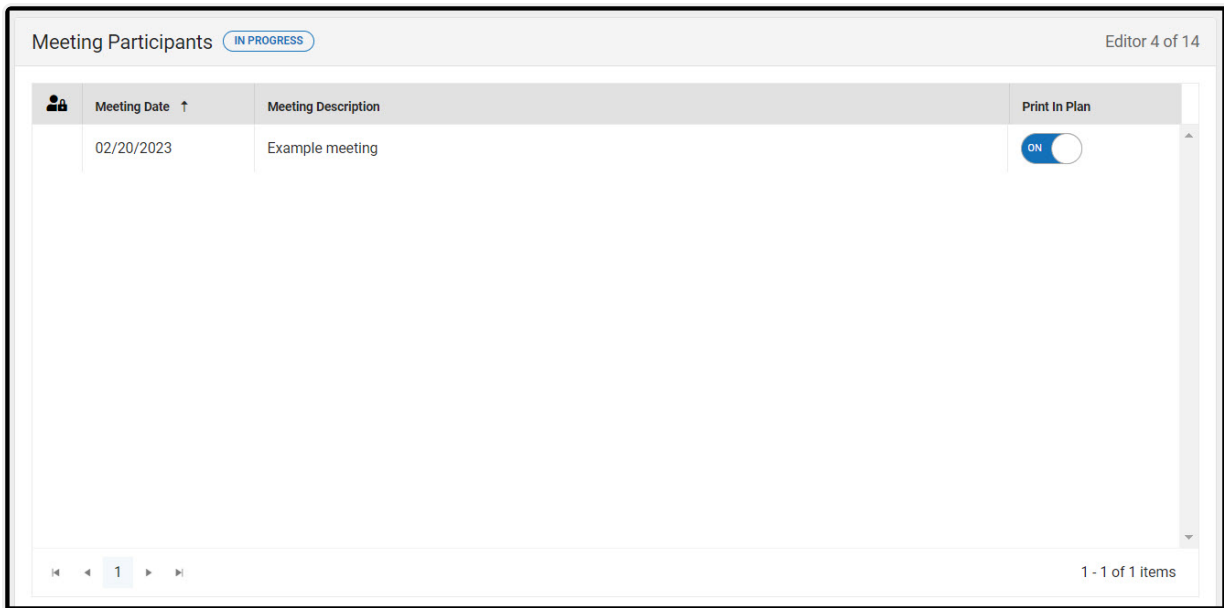 Meeting Participants IN PROGRESS Editor 4 of 14
Meeting Date ↑ Meeting Description Print In Plan
02/20/2023 Example meeting ON
1 1 - 1 of 1 items